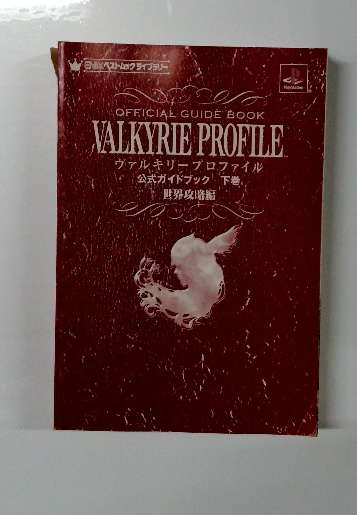 ベストムックライブラリー
PlayStation
OFFICIAL GUIDE BOOK
VALKYRIE PROFILE
ヴァルキリープロファイル
公式ガイドブック 下巻
世界攻略編